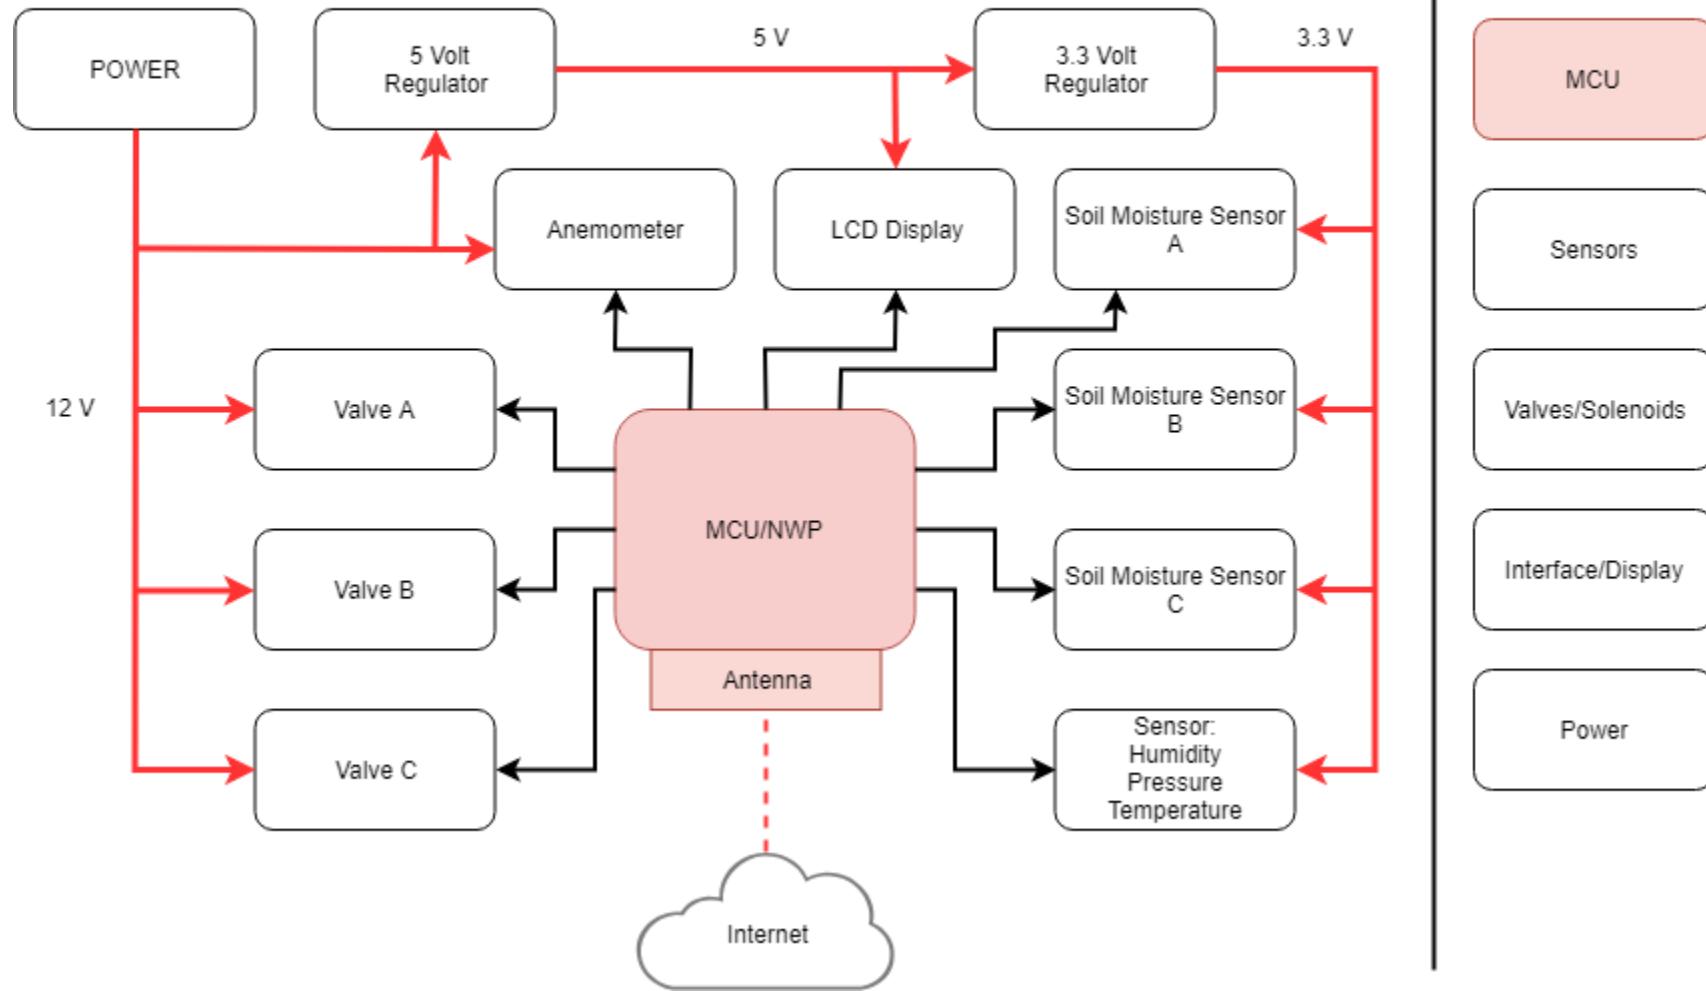 POWER
5 Volt
Regulator
5 V
3.3 Volt
Regulator
3.3 V
MCU
Anemometer
LCD Display
Soil Moisture Sensor
A
Sensors
12 V
Valve A
Soil Moisture Sensor
B
Valves/Solenoids
MCU/NWP
Valve B
Soil Moisture Sensor
C
Interface/Display
Antenna
Valve C
Sensor:
Humidity
Pressure
Temperature
Power
Internet